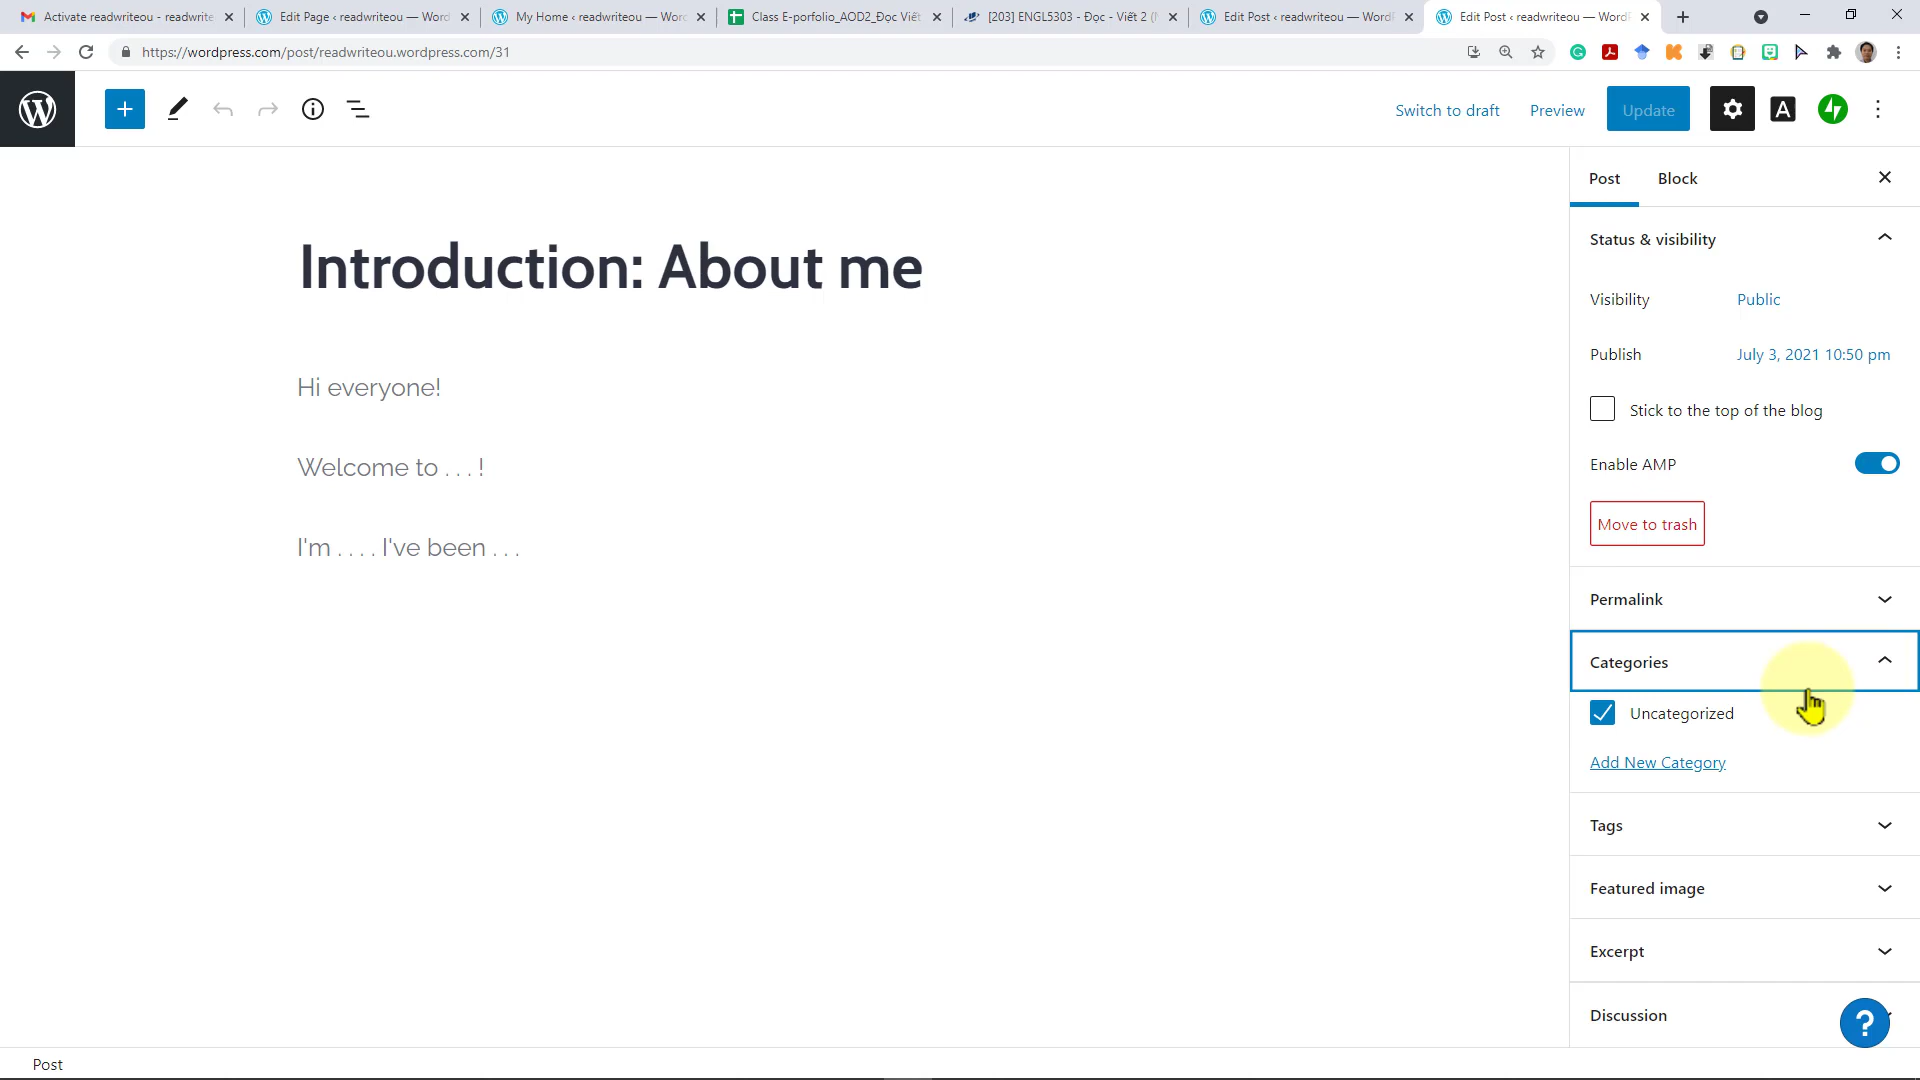 Activate readwriteou - readwrite
Edit Page ‹ readwriteou — Word
My Home ‹ readwriteou — Worc
Class E-porfolio_AOD2_Đọc Viết
[203] ENGL5303 - Đọc - Viết 2 (
Edit Post ‹ readwriteou — WordF
Edit Post ‹ readwriteou — WordF
https://wordpress.com/post/readwriteou.wordpress.com/31
Switch to draft
Preview
Update
A
Post
Block
Introduction: About me
Hi everyone!
Welcome to . . . !
I'm . . . . I've been . . .
Status & visibility
Visibility
Public
Publish
July 3, 2021 10:50 pm
Stick to the top of the blog
Enable AMP
Move to trash
Permalink
Categories
Uncategorized
Add New Category
Tags
Featured image
Excerpt
Discussion
?
Post